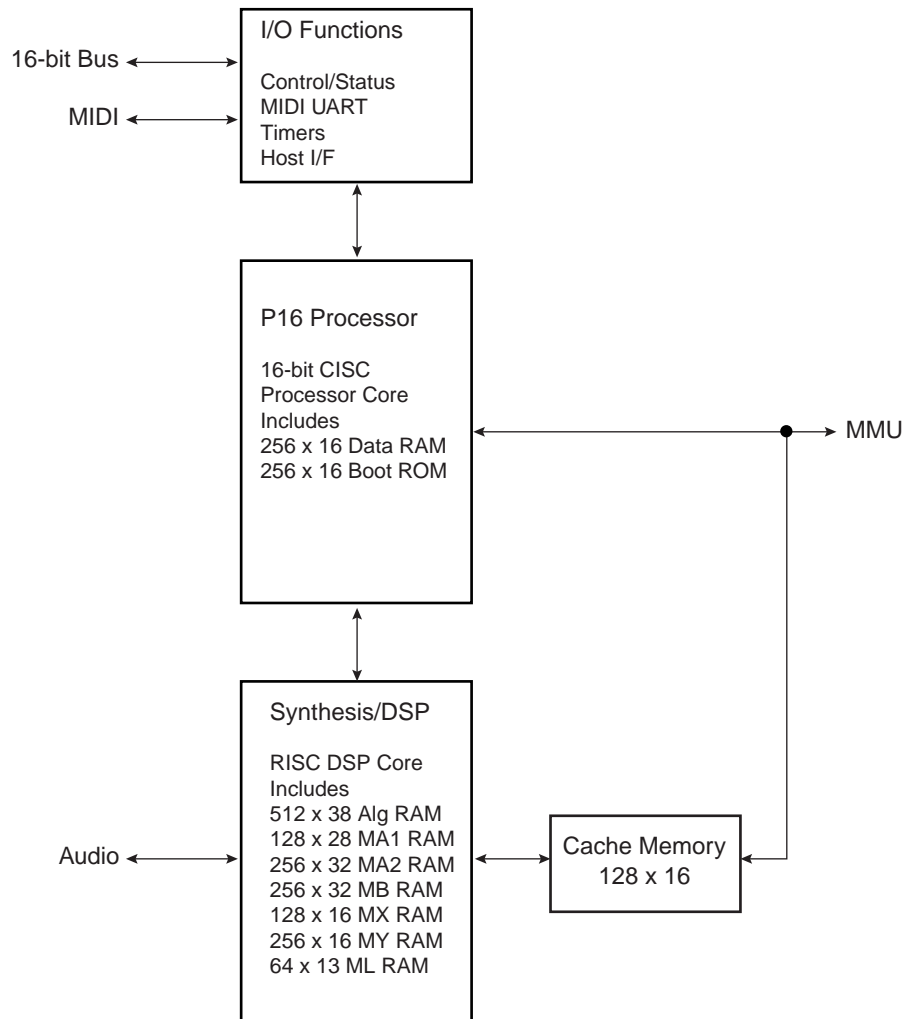 I/O Functions
16-bit Bus
Control/Status
MIDI UART
MIDI
Timers
Host I/F
P16 Processor
16-bit CISC
Processor Core
Includes
256 x 16 Data RAM
256 x 16 Boot ROM
MMU
Synthesis/DSP
RISC DSP Core
Includes
512 x 38 Alg RAM
128 x 28 MA1 RAM
256 x 32 MA2 RAM
256 x 32 MB RAM
128 x 16 MX RAM
256 x 16 MY RAM
64 x 13 ML RAM
Audio
Cache Memory
128 x 16